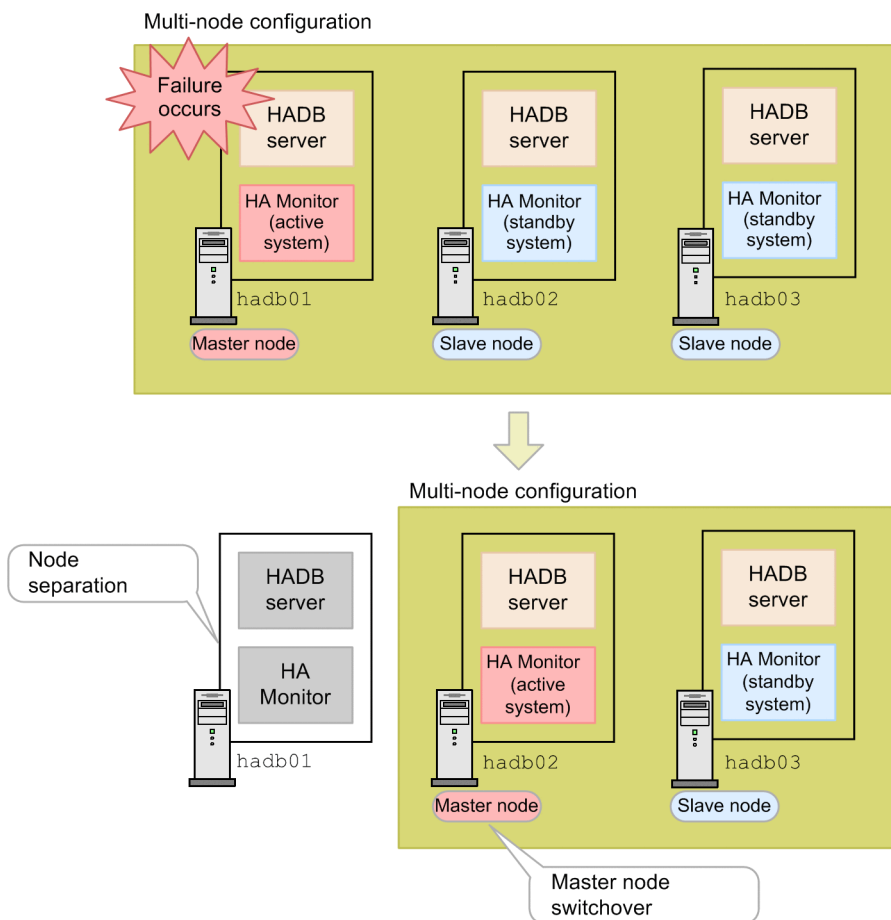 Multi-node configuration
Failure
occurs
HADB
server
HA Monitor
(active
system)
hadb01
Master node
HADB
server
HA Monitor
(standby
system)
hadb02
Slave node
HADB
server
HA Monitor
(standby
system)
hadb03
Slave node
Multi-node configuration
Node
separation
HADB
server
HA
Monitor
hadb01
HADB
server
HA Monitor
(active
system)
hadb02
Master node
HADB
server
HA Monitor
(standby
system)
hadb03
Slave node
Master node
switchover